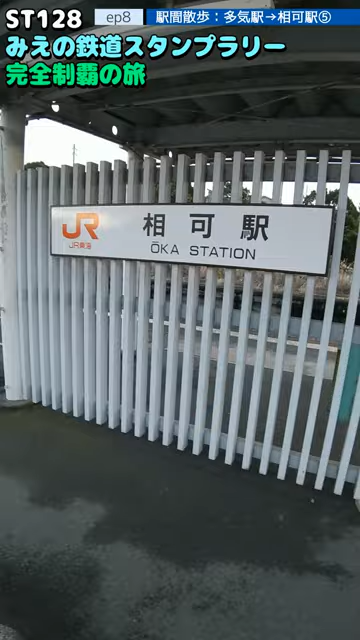 ST128
ep8
駅間散歩：多気駅→相可駅⑤
みえの鉄道スタンプラリー
完全制覇の旅
JR
JR東海
相可駅
ŌKA STATION